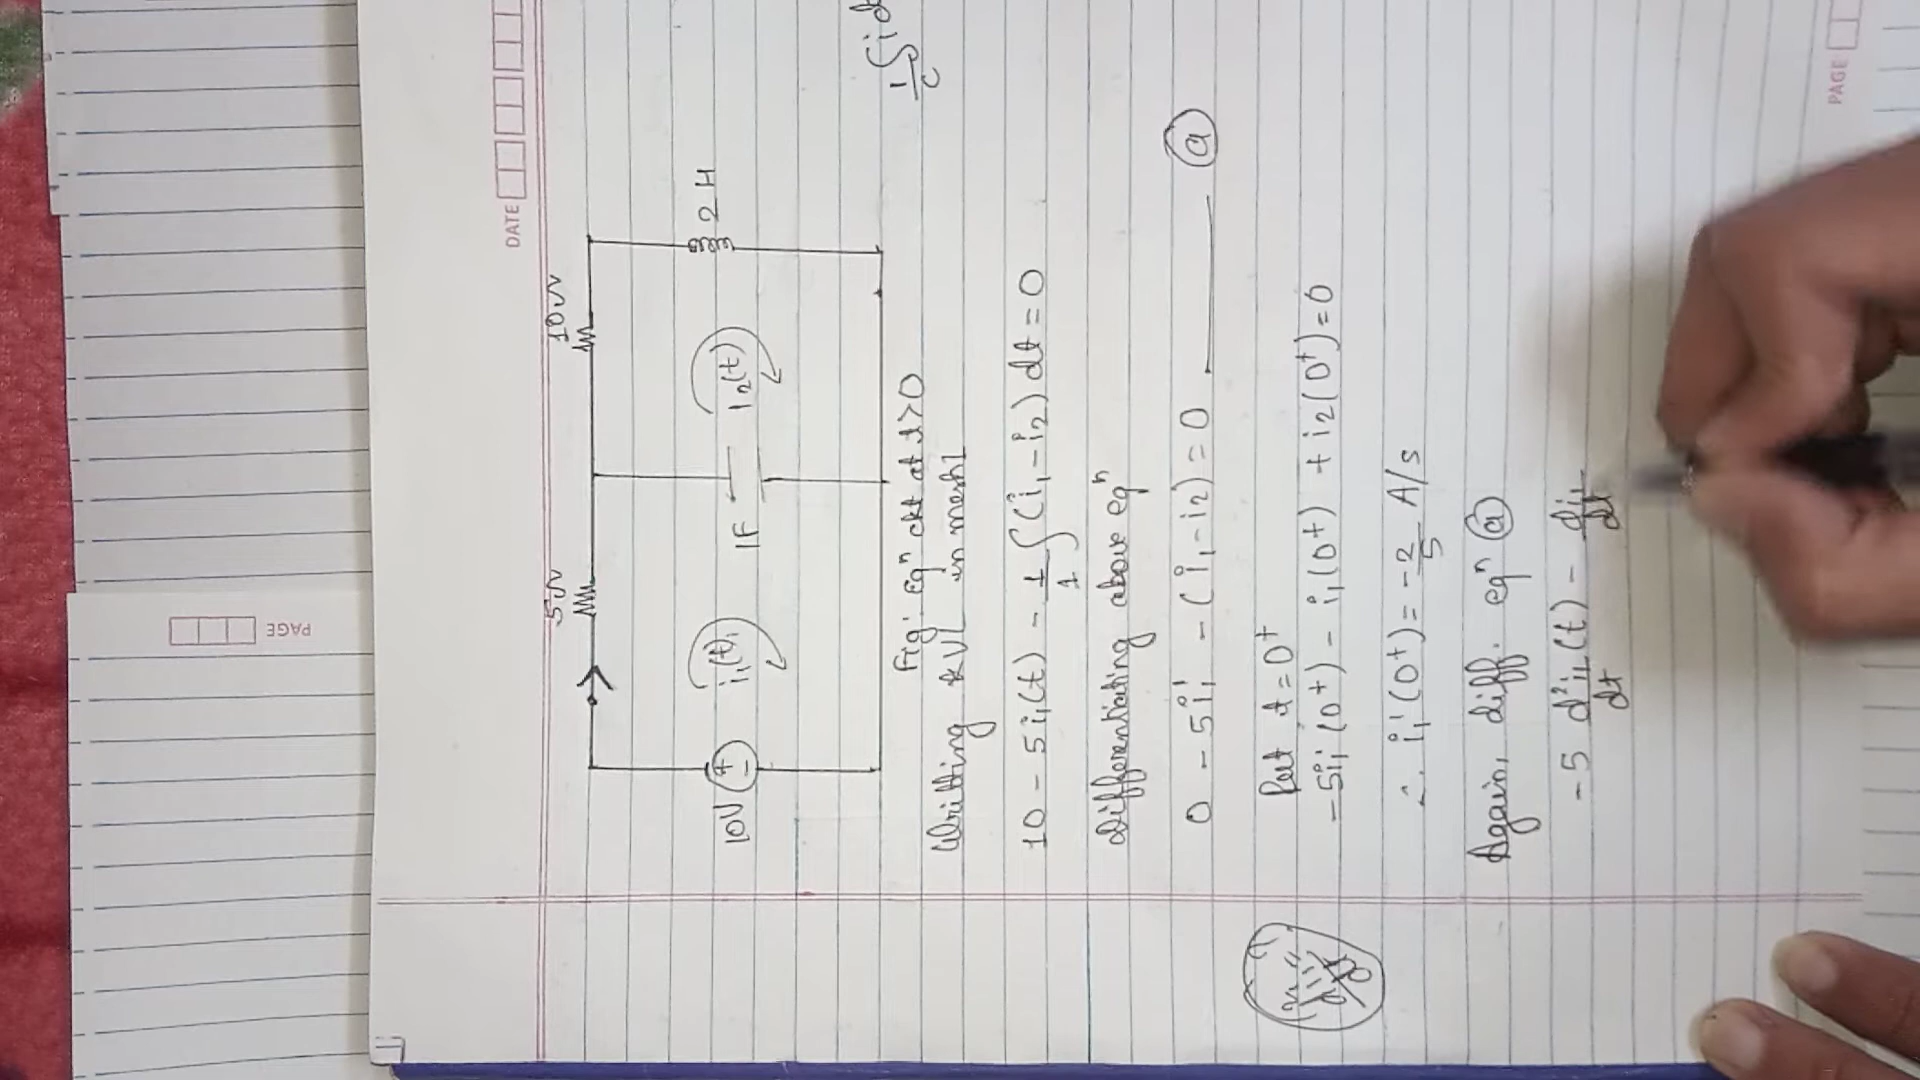 DATE
5Ω
10Ω
10V
+
-
i₁(t)
1F
i₂(t)
2H
Fig: eqⁿ ckt at t>0
Writting KVL in mesh1
1/C ∫ i d
10 - 5i₁(t) - 1/1 ∫(i₁-i₂) dt = 0
Differentiating above eqⁿ
0 - 5i₁' - (i₁-i₂) = 0 ——— (a)
Put t=0⁺
-5i₁'(0⁺) - i₁(0⁺) + i₂(0⁺)=0
∴ i₁'(0⁺) = -2/5 A/s
Again, diff. eqⁿ (a)
-5 d²i₁(t)/dt - di₁/dt
PAGE
PAGE